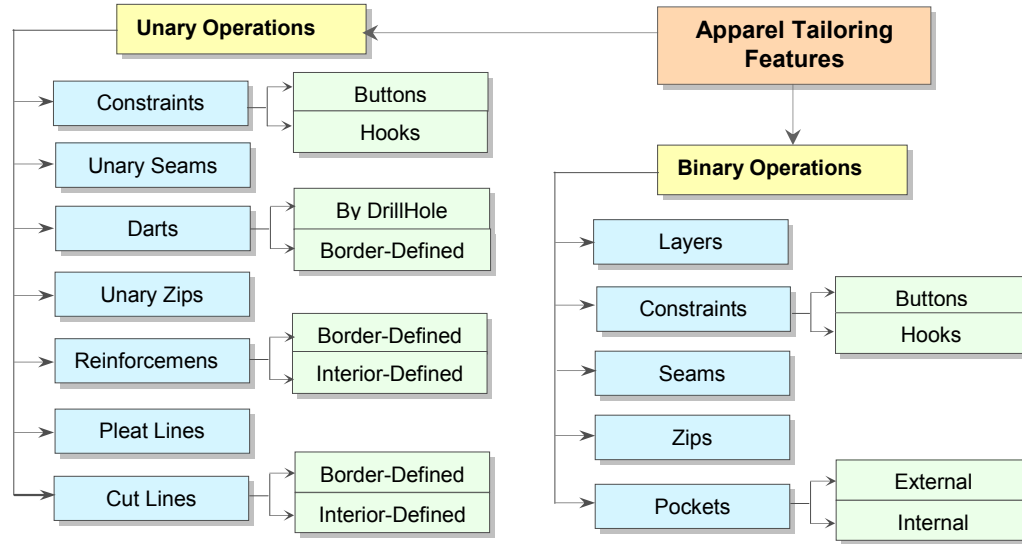 Unary Operations
Apparel Tailoring
Features
Constraints
Buttons
Hooks
Unary Seams
Darts
By DrillHole
Border-Defined
Unary Zips
Reinforcemens
Border-Defined
Interior-Defined
Pleat Lines
Cut Lines
Border-Defined
Interior-Defined
Binary Operations
Layers
Constraints
Buttons
Hooks
Seams
Zips
Pockets
External
Internal